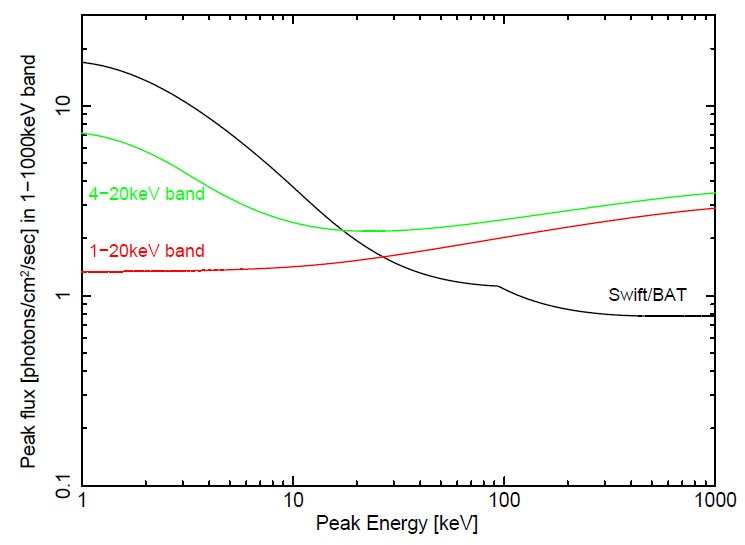 Peak flux [photons/cm²/sec] in 1−1000keV band
10
1
0.1
4−20keV band
1−20keV band
Swift/BAT
1 10 100 1000
Peak Energy [keV]